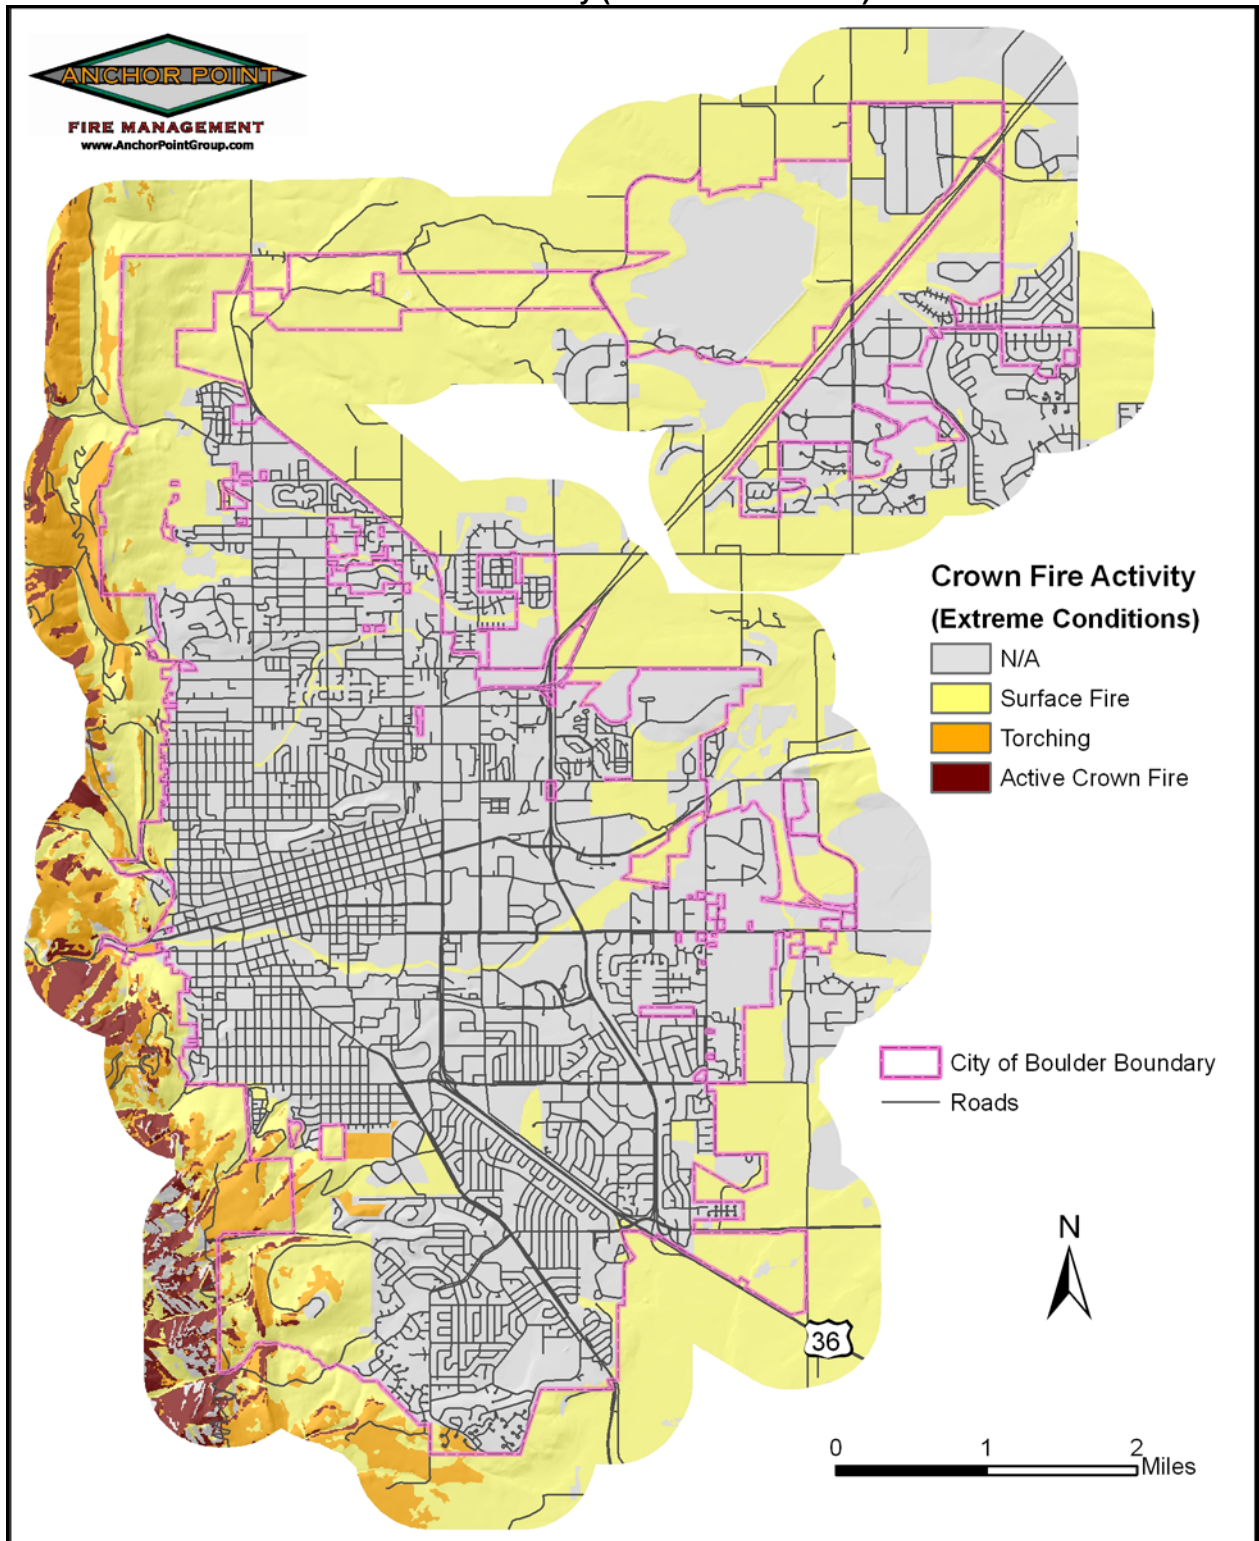 ANCHOR POINT
FIRE MANAGEMENT
www.AnchorPointGroup.com
Crown Fire Activity
(Extreme Conditions)
N/A
Surface Fire
Torching
Active Crown Fire
City of Boulder Boundary
Roads
N
36
0 1 2
Miles